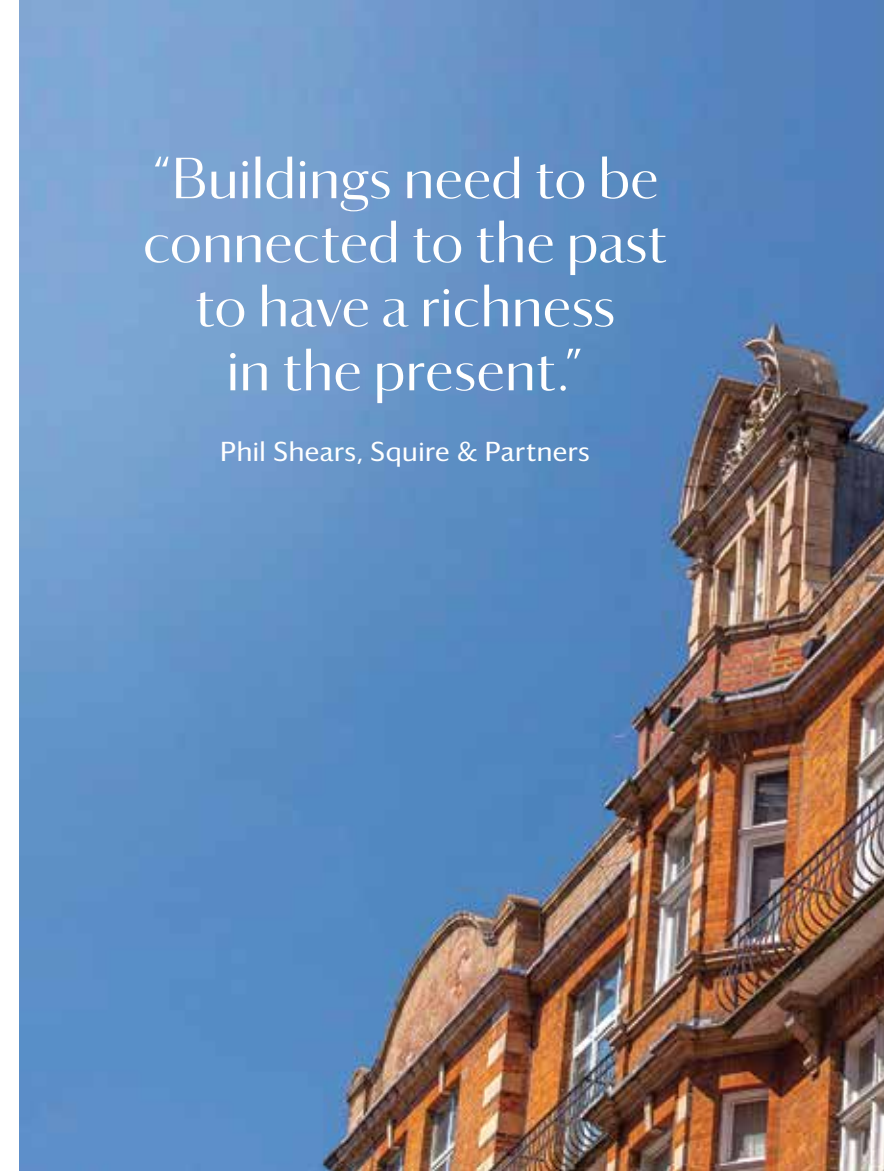 “Buildings need to be
connected to the past
to have a richness
in the present.”
Phil Shears, Squire & Partners